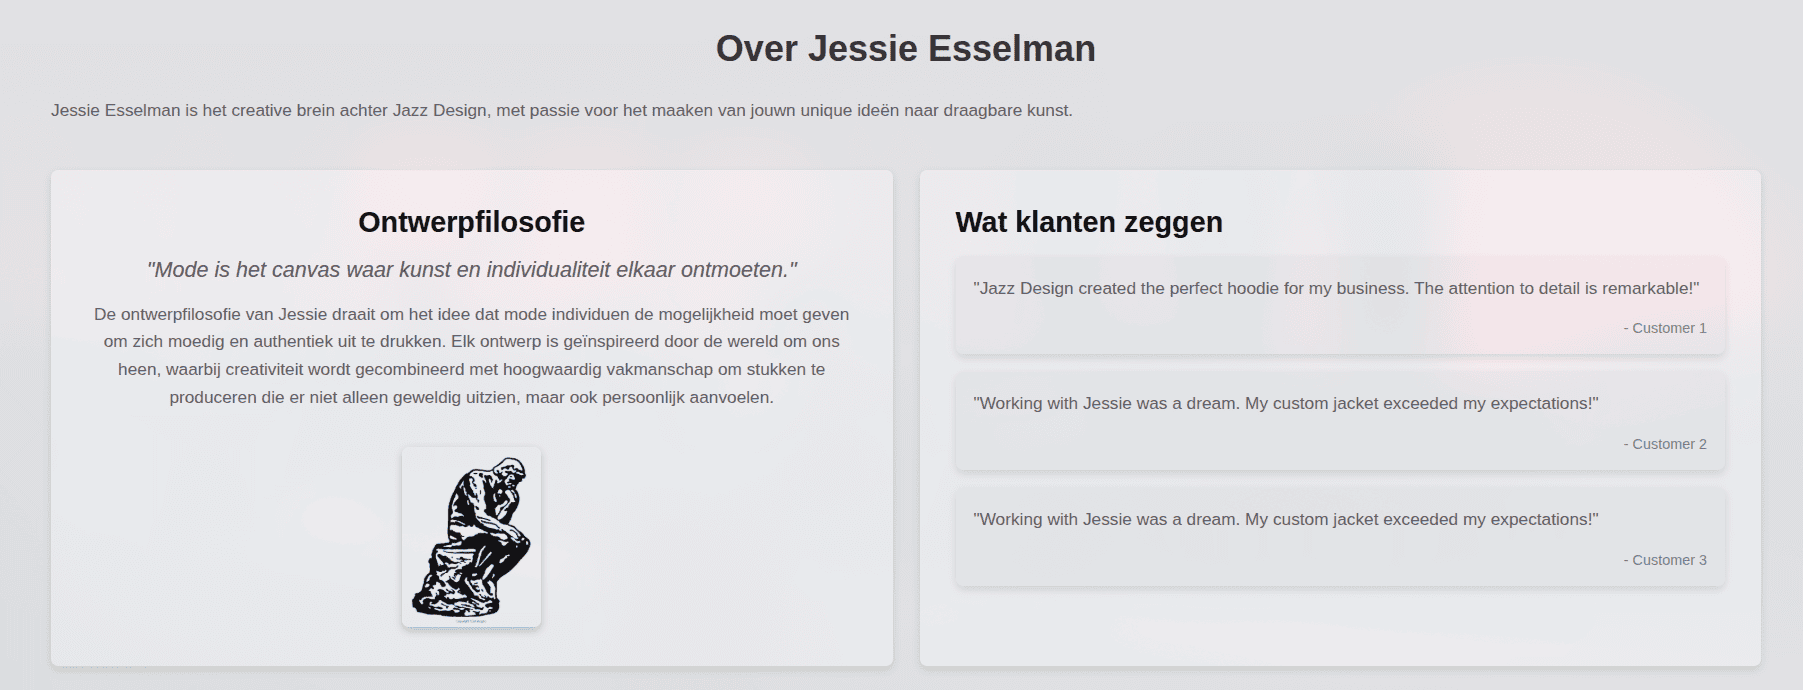 Over Jessie Esselman
Jessie Esselman is het creative brein achter Jazz Design, met passie voor het maaken van jouwn unique ideën naar draagbare kunst.
Ontwerpfilosofie
"Mode is het canvas waar kunst en individualiteit elkaar ontmoeten."
De ontwerpfilosofie van Jessie draait om het idee dat mode individuen de mogelijkheid moet geven
om zich moedig en authentiek uit te drukken. Elk ontwerp is geïnspireerd door de wereld om ons
heen, waarbij creativiteit wordt gecombineerd met hoogwaardig vakmanschap om stukken te
produceren die er niet alleen geweldig uitzien, maar ook persoonlijk aanvoelen.
Wat klanten zeggen
"Jazz Design created the perfect hoodie for my business. The attention to detail is remarkable!"
- Customer 1
"Working with Jessie was a dream. My custom jacket exceeded my expectations!"
- Customer 2
"Working with Jessie was a dream. My custom jacket exceeded my expectations!"
- Customer 3